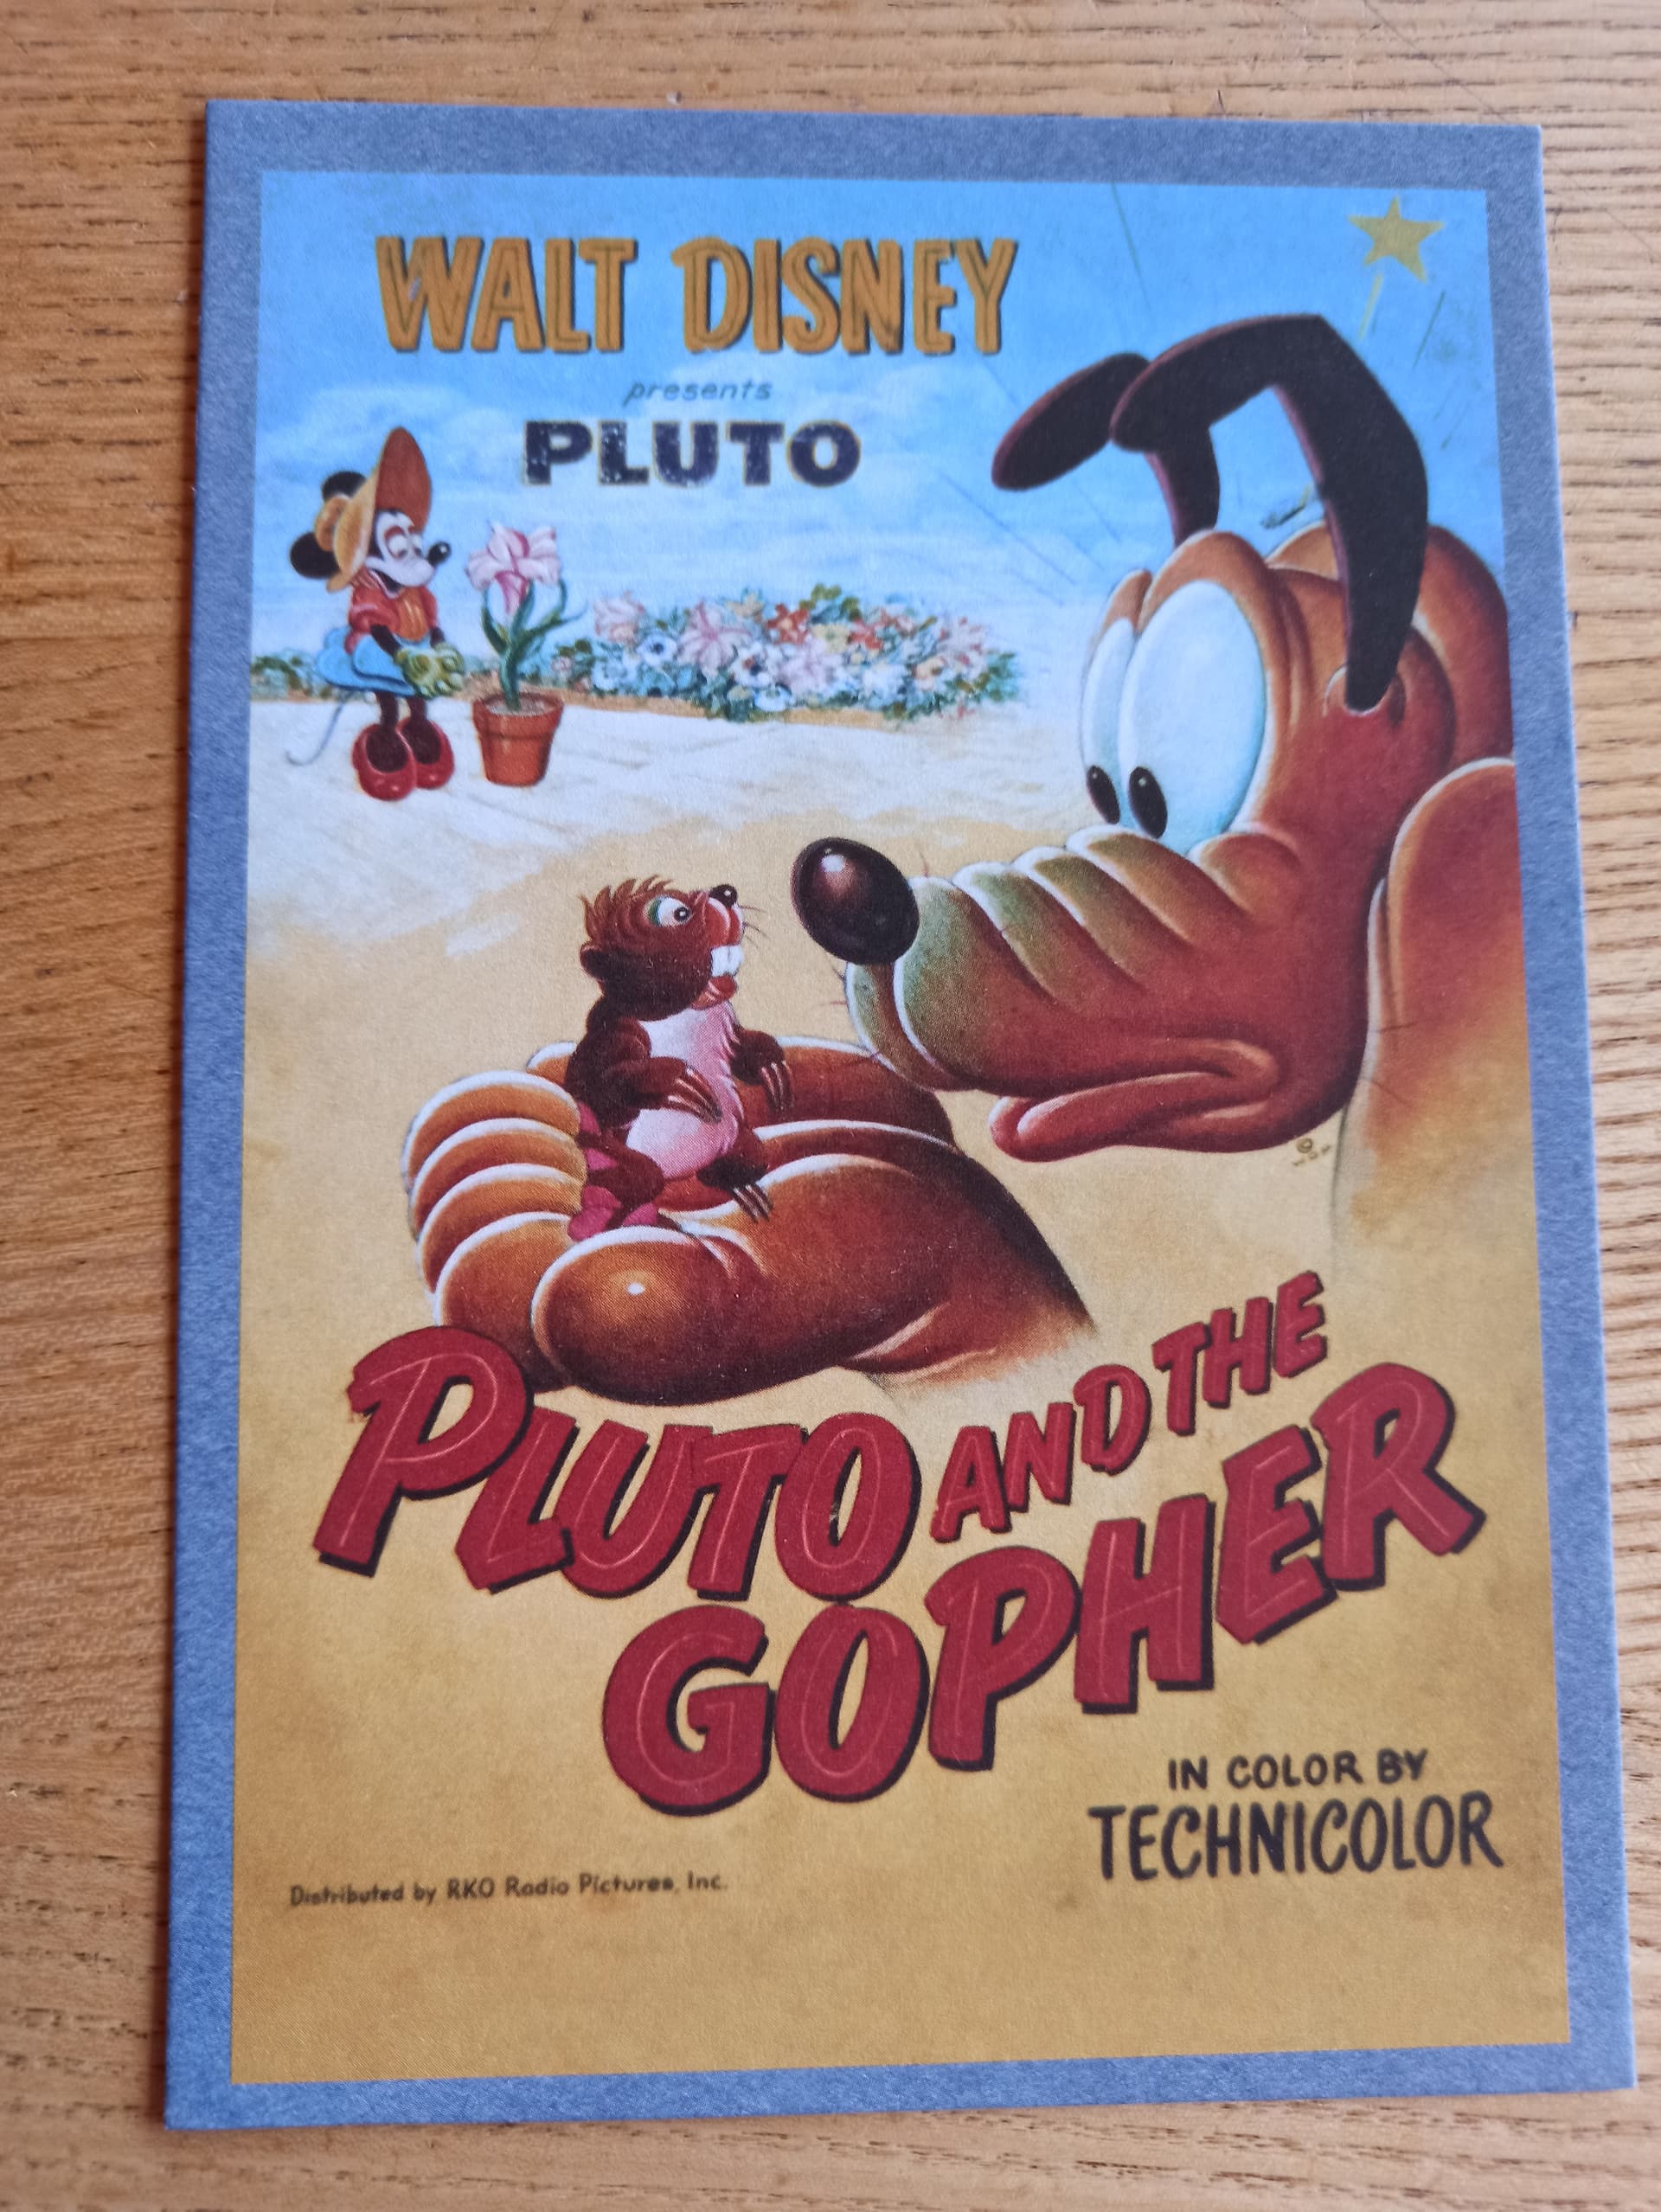 WALT DISNEY
presents
PLUTO
PLUTO AND THE
GOPHER
IN COLOR BY
TECHNICOLOR
Distributed by RKO Radio Pictures, Inc.